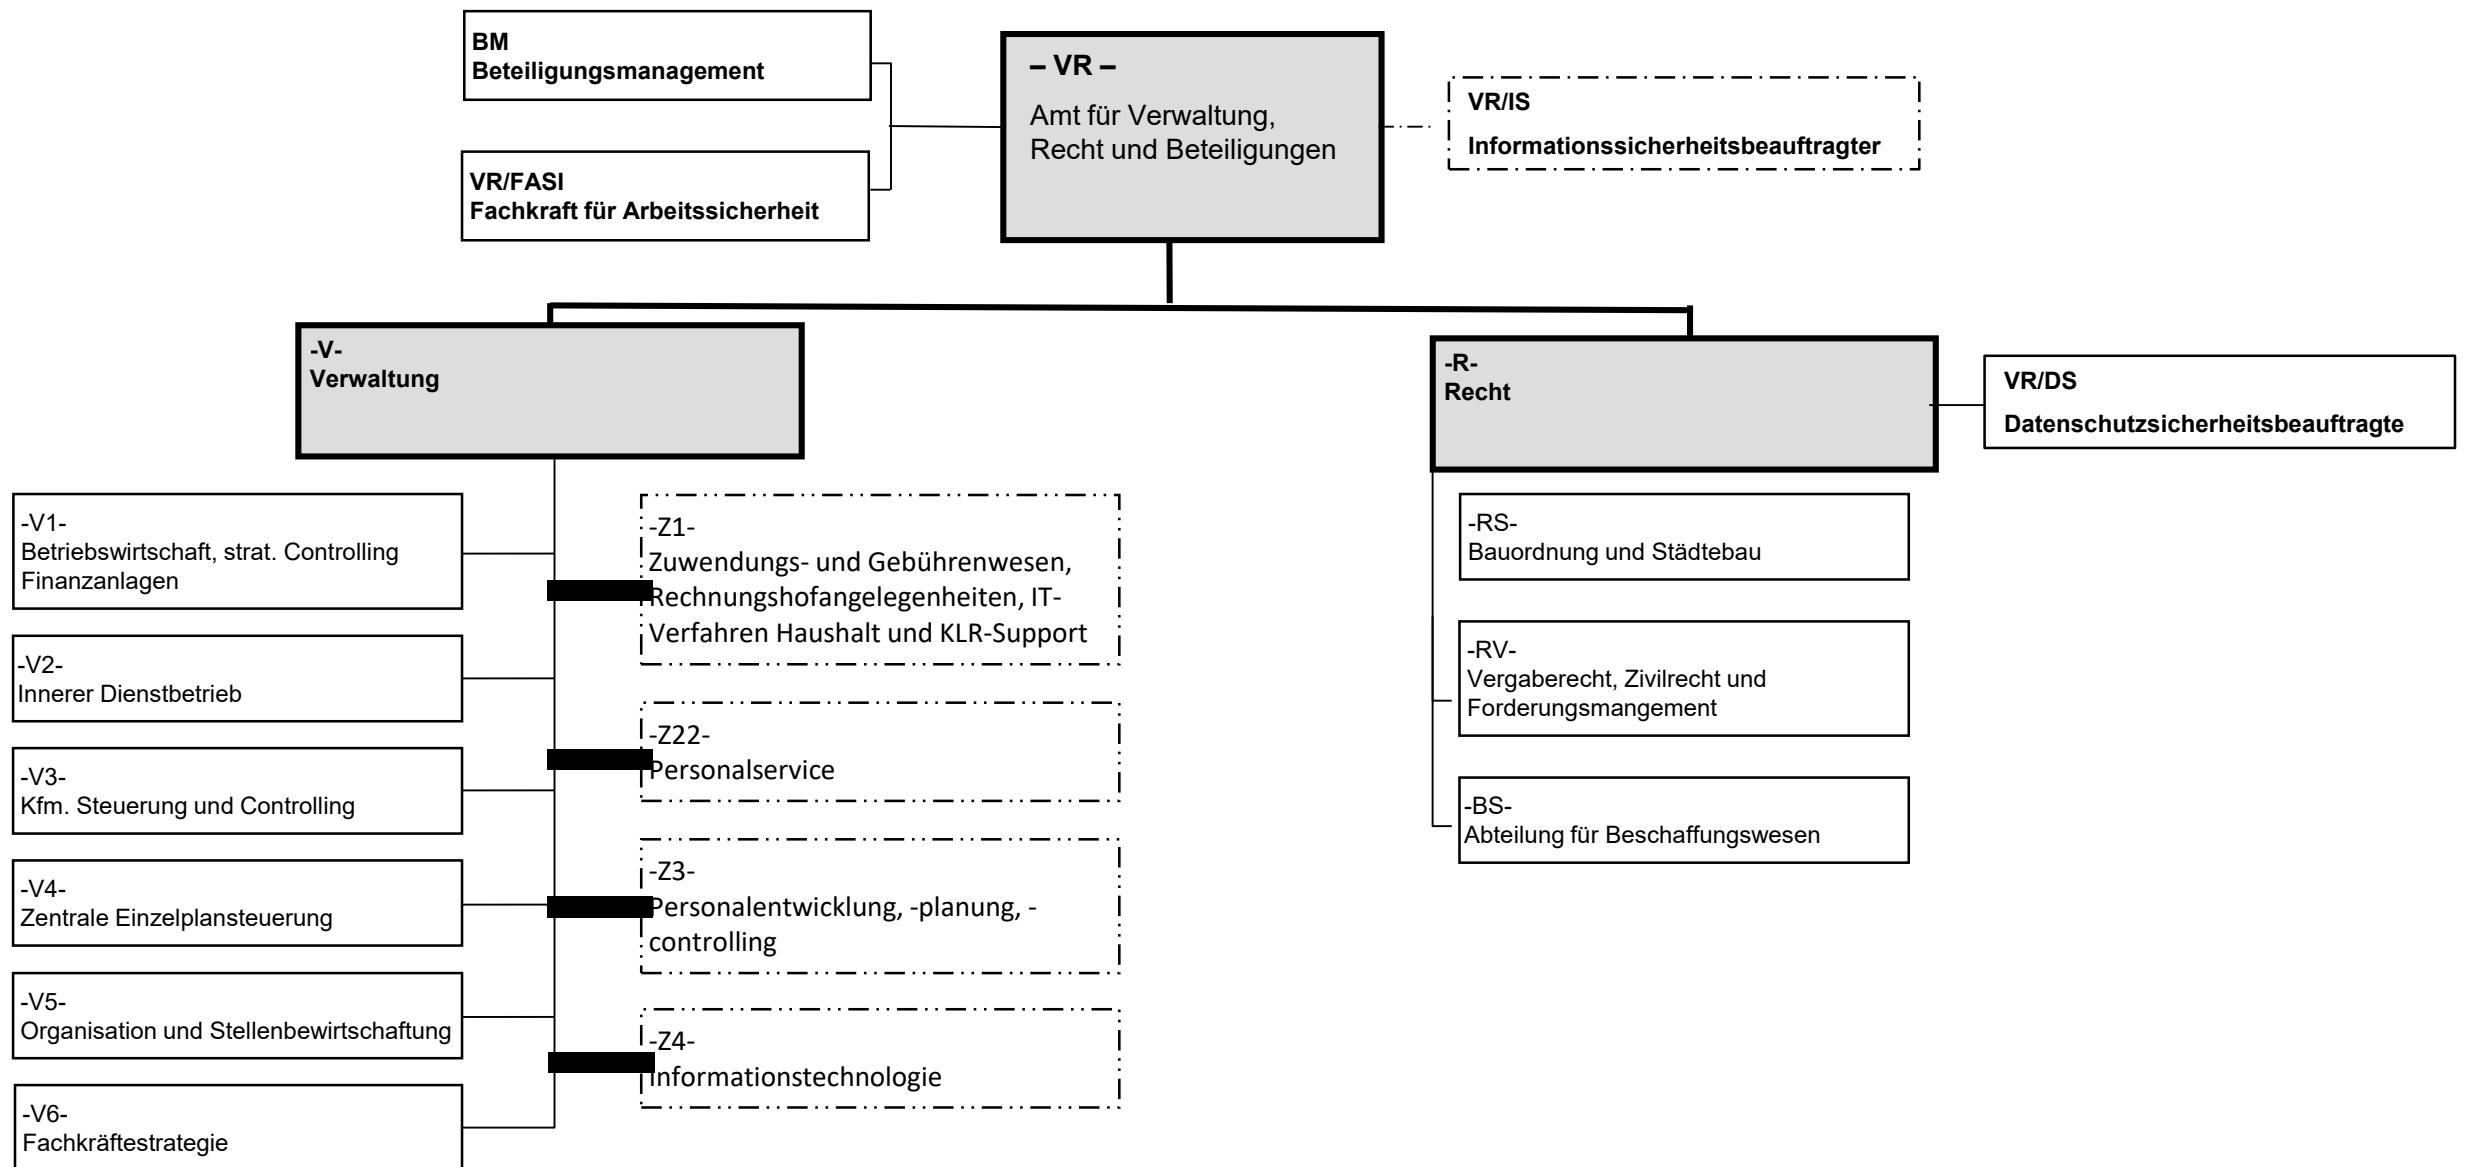 BM
Beteiligungsmanagement
VR/FASI
Fachkraft für Arbeitssicherheit
– VR –
Amt für Verwaltung,
Recht und Beteiligungen
VR/IS
Informationssicherheitsbeauftragter
-V-
Verwaltung
-R-
Recht
VR/DS
Datenschutzsicherheitsbeauftragte
-V1-
Betriebswirtschaft, strat. Controlling
Finanzanlagen
-V2-
Innerer Dienstbetrieb
-V3-
Kfm. Steuerung und Controlling
-V4-
Zentrale Einzelplansteuerung
-V5-
Organisation und Stellenbewirtschaftung
-V6-
Fachkräftestrategie
-Z1-
Zuwendungs- und Gebührenwesen,
Rechnungshofangelegenheiten, IT-
Verfahren Haushalt und KLR-Support
-Z22-
Personalservice
-Z3-
Personalentwicklung, -planung, -
controlling
-Z4-
Informationstechnologie
-RS-
Bauordnung und Städtebau
-RV-
Vergaberecht, Zivilrecht und
Forderungsmangement
-BS-
Abteilung für Beschaffungswesen